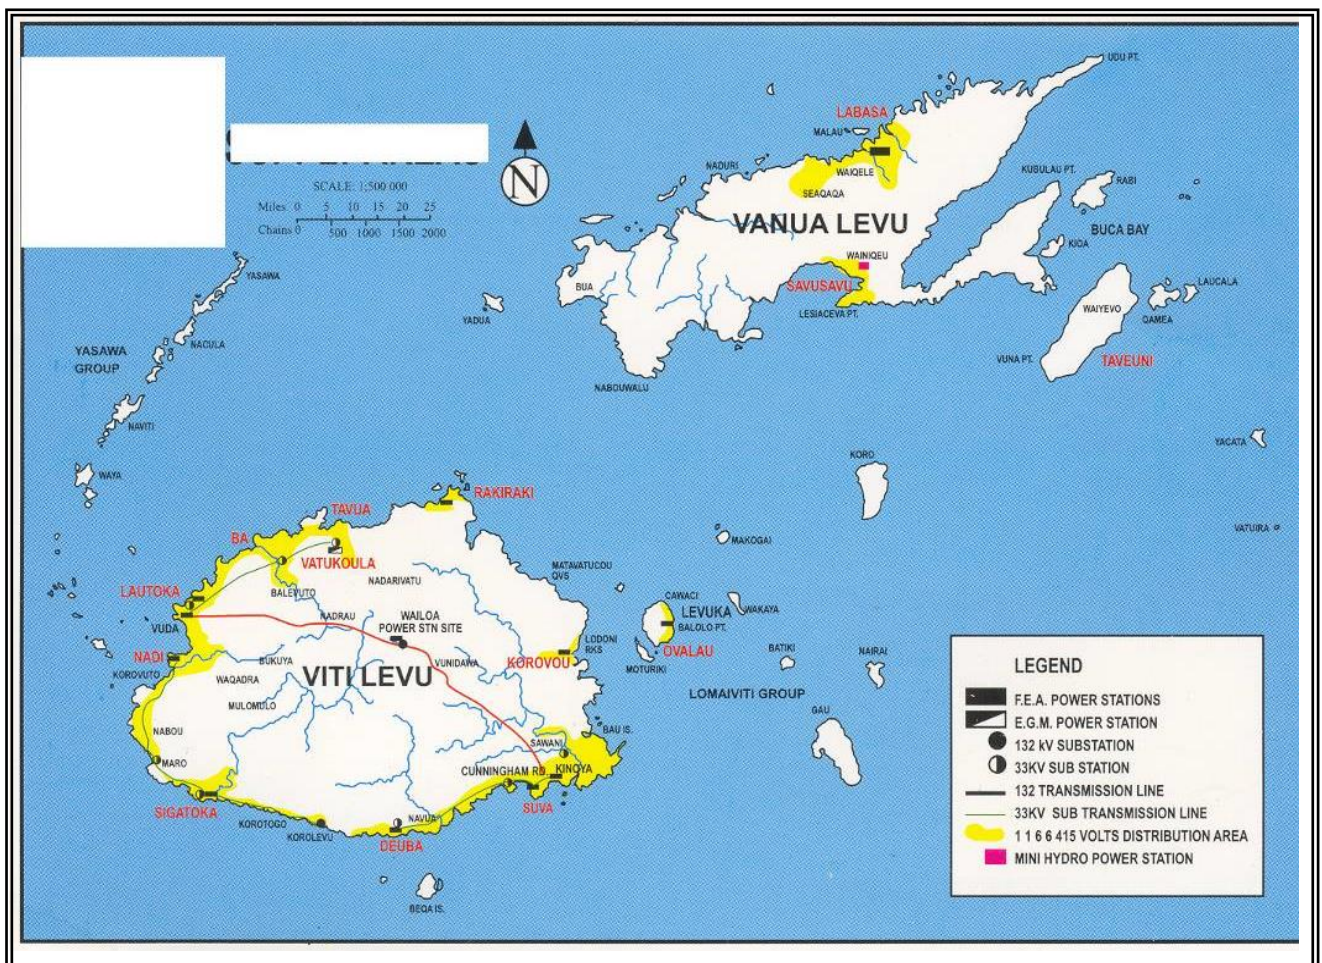 SCALE: 1:500 000
Miles 0 5 10 15 20 25
Chains 0 500 1000 1500 2000
N
UDU PT.
LABASA
MALAU
NADURI
WAIQELE
SEAQAQA
KUBULAU PT.
RABI
VANUA LEVU
BUCA BAY
KIOA
WAINIQEU
SAVUSAVU
LESIACEVA PT.
BUA
YADUA
NABOUWALU
WAIYEVO
LAUCALA
QAMEA
VUNA PT.
TAVEUNI
YASAWA
NACULA
YASAWA
GROUP
NAVITI
WAYA
YACATA
KORO
VATUIRA
MAKOGAI
RAKIRAKI
TAVUA
BA
VATUKOULA
NADARIVATU
MATAVATUCOU
QVS
LAUTOKA
BALEVUTO
NADRAU
WAILOA
POWER STN SITE
CAWACI
LEVUKA
WAKAYA
BALOLO PT.
VUDA
LODONI
RKS
NADI
BUKUYA
VUNIDAWA
KOROVOU
OVALAU
MOTURIKI
BATIKI
NAIRAI
KOROVUTO
WAQADRA
VITI LEVU
LOMAIVITI GROUP
MULOMULO
GAU
NABOU
BAU IS.
SAWANI
MARO
CUNNINGHAM RD.
KINOYA
SIGATOKA
SUVA
KOROTOGO
KOROLEVU
NAVUA
DEUBA
BEQA IS.
LEGEND
F.E.A. POWER STATIONS
E.G.M. POWER STATION
132 kV SUBSTATION
33KV SUB STATION
132 TRANSMISSION LINE
33KV SUB TRANSMISSION LINE
1 1 6 6 415 VOLTS DISTRIBUTION AREA
MINI HYDRO POWER STATION